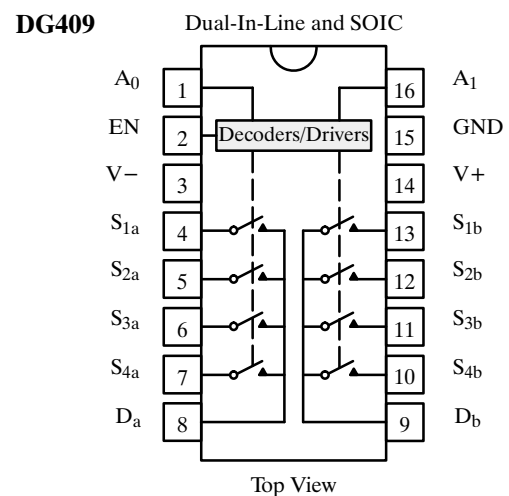 DG409
Dual-In-Line and SOIC
A0 1 16 A1
EN 2 Decoders/Drivers 15 GND
V− 3 14 V+
S1a 4 13 S1b
S2a 5 12 S2b
S3a 6 11 S3b
S4a 7 10 S4b
Da 8 9 Db
Top View